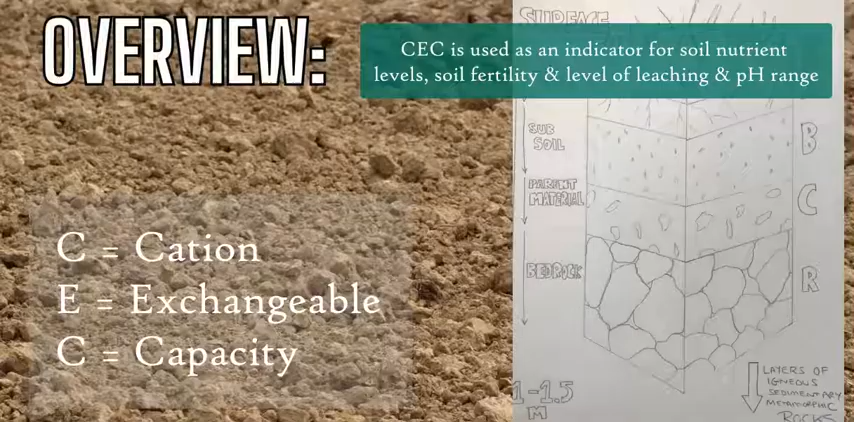 OVERVIEW:
CEC is used as an indicator for soil nutrient
levels, soil fertility & level of leaching & pH range
C = Cation
E = Exchangeable
C = Capacity
SURFACE
SUB
SOIL
B
PARENT
MATERIAL
C
BEDROCK
R
1-1.5
M
LAYERS OF
IGNEOUS
SEDIMENTARY
METAMORPHIC
ROCKS